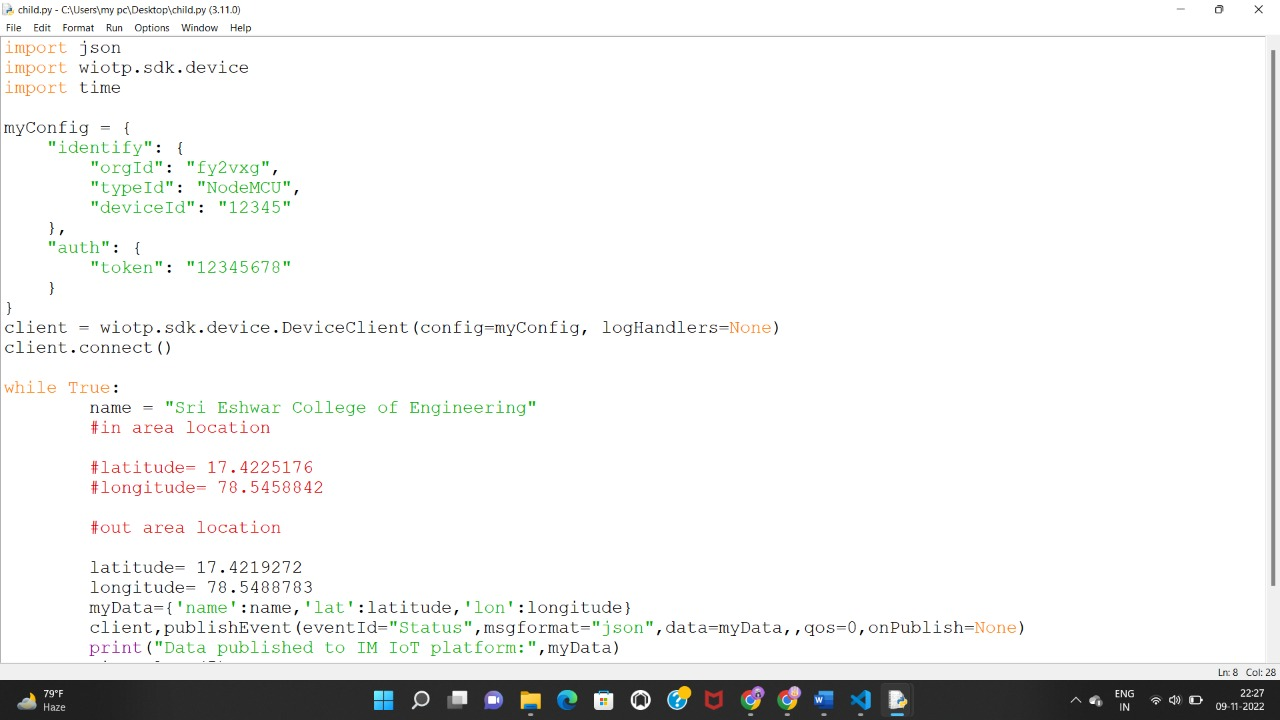 child.py - C:\Users\my pc\Desktop\child.py (3.11.0)
File Edit Format Run Options Window Help
import json
import wiotp.sdk.device
import time
myConfig = {
"identify": {
"orgId": "fy2vxg",
"typeId": "NodeMCU",
"deviceId": "12345"
},
"auth": {
"token": "12345678"
}
}
client = wiotp.sdk.device.DeviceClient(config=myConfig, logHandlers=None)
client.connect()
while True:
name = "Sri Eshwar College of Engineering"
#in area location
#latitude= 17.4225176
#longitude= 78.5458842
#out area location
latitude= 17.4219272
longitude= 78.5488783
myData={'name':name,'lat':latitude,'lon':longitude}
client,publishEvent(eventId="Status",msgformat="json",data=myData,,qos=0,onPublish=None)
print("Data published to IM IoT platform:",myData)
Ln: 8 Col: 28
79°F
Haze
ENG
IN
22:27
09-11-2022